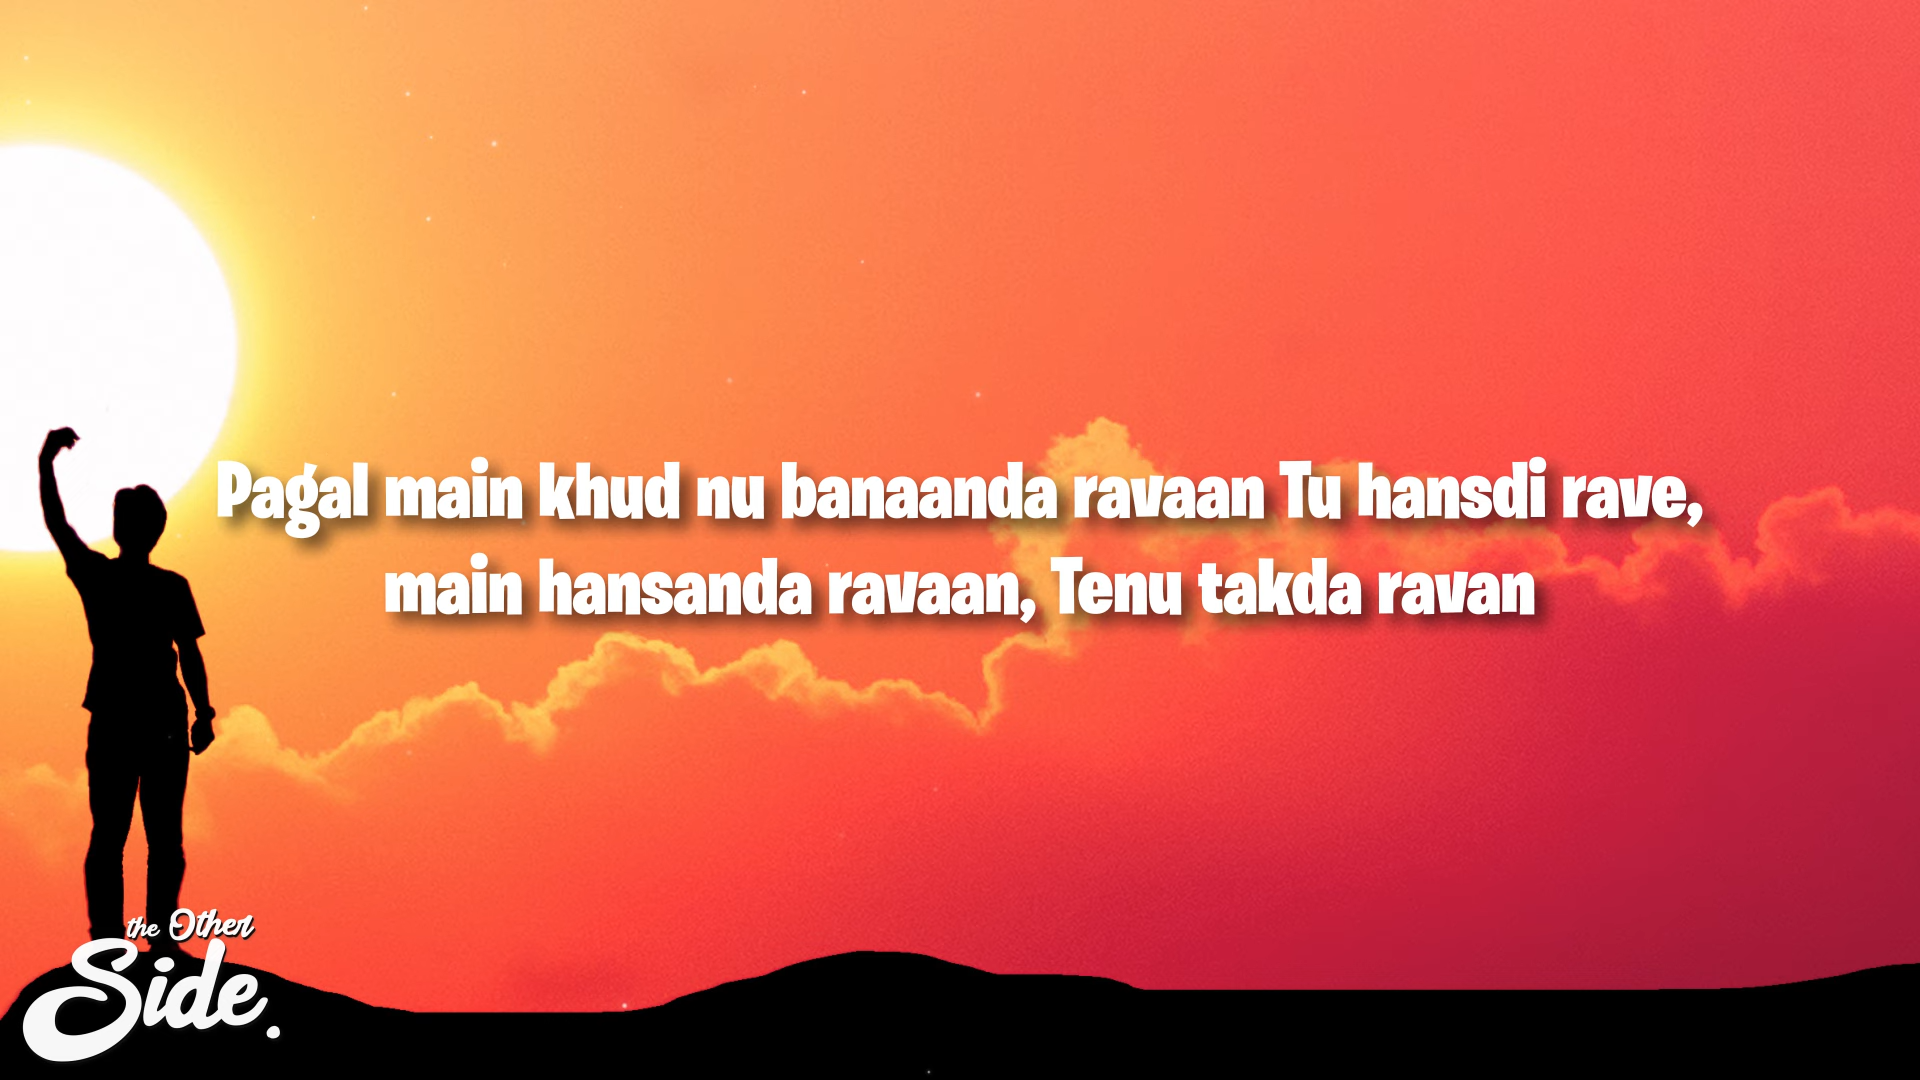 Pagal main khud nu banaanda ravaan Tu hansdi rave,
main hansanda ravaan, Tenu takda ravan
the Other
Side.